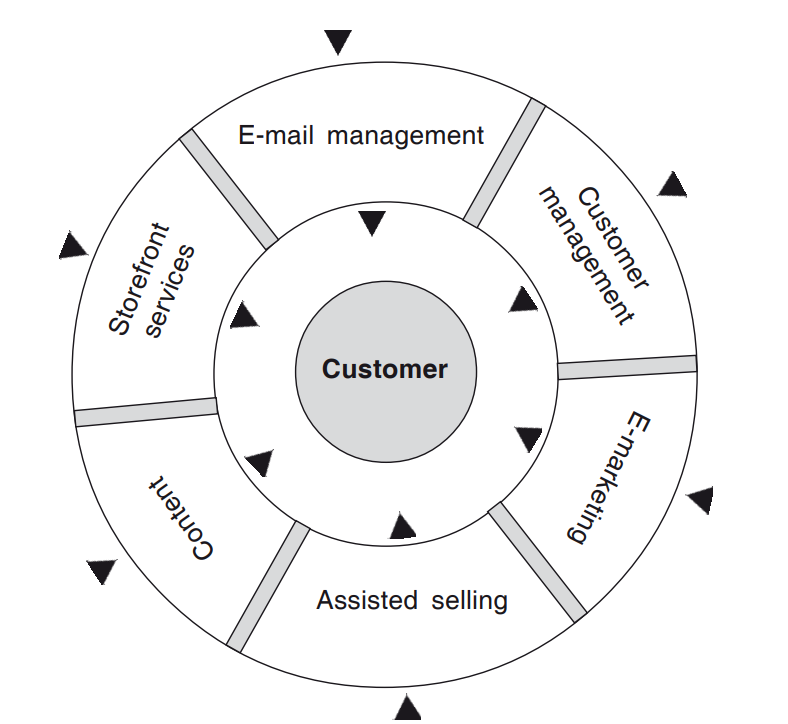 E-mail management
Customer
management
Storefront
services
Customer
E-marketing
Content
Assisted selling